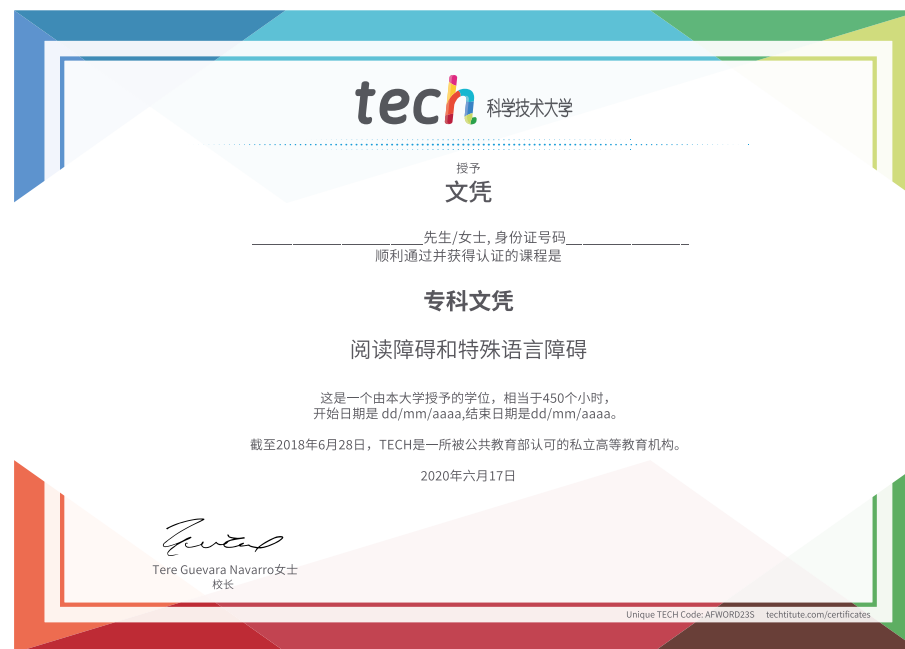 tech 科学技术大学
授予
文凭
________________________先生/女士, 身份证号码__________________
顺利通过并获得认证的课程是
专科文凭
阅读障碍和特殊语言障碍
这是一个由本大学授予的学位，相当于450个小时，
开始日期是 dd/mm/aaaa,结束日期是dd/mm/aaaa。
截至2018年6月28日，TECH是一所被公共教育部认可的私立高等教育机构。
2020年六月17日
Tere Guevara Navarro女士
校长
Unique TECH Code: AFWORD23S techtitute.com/certificates